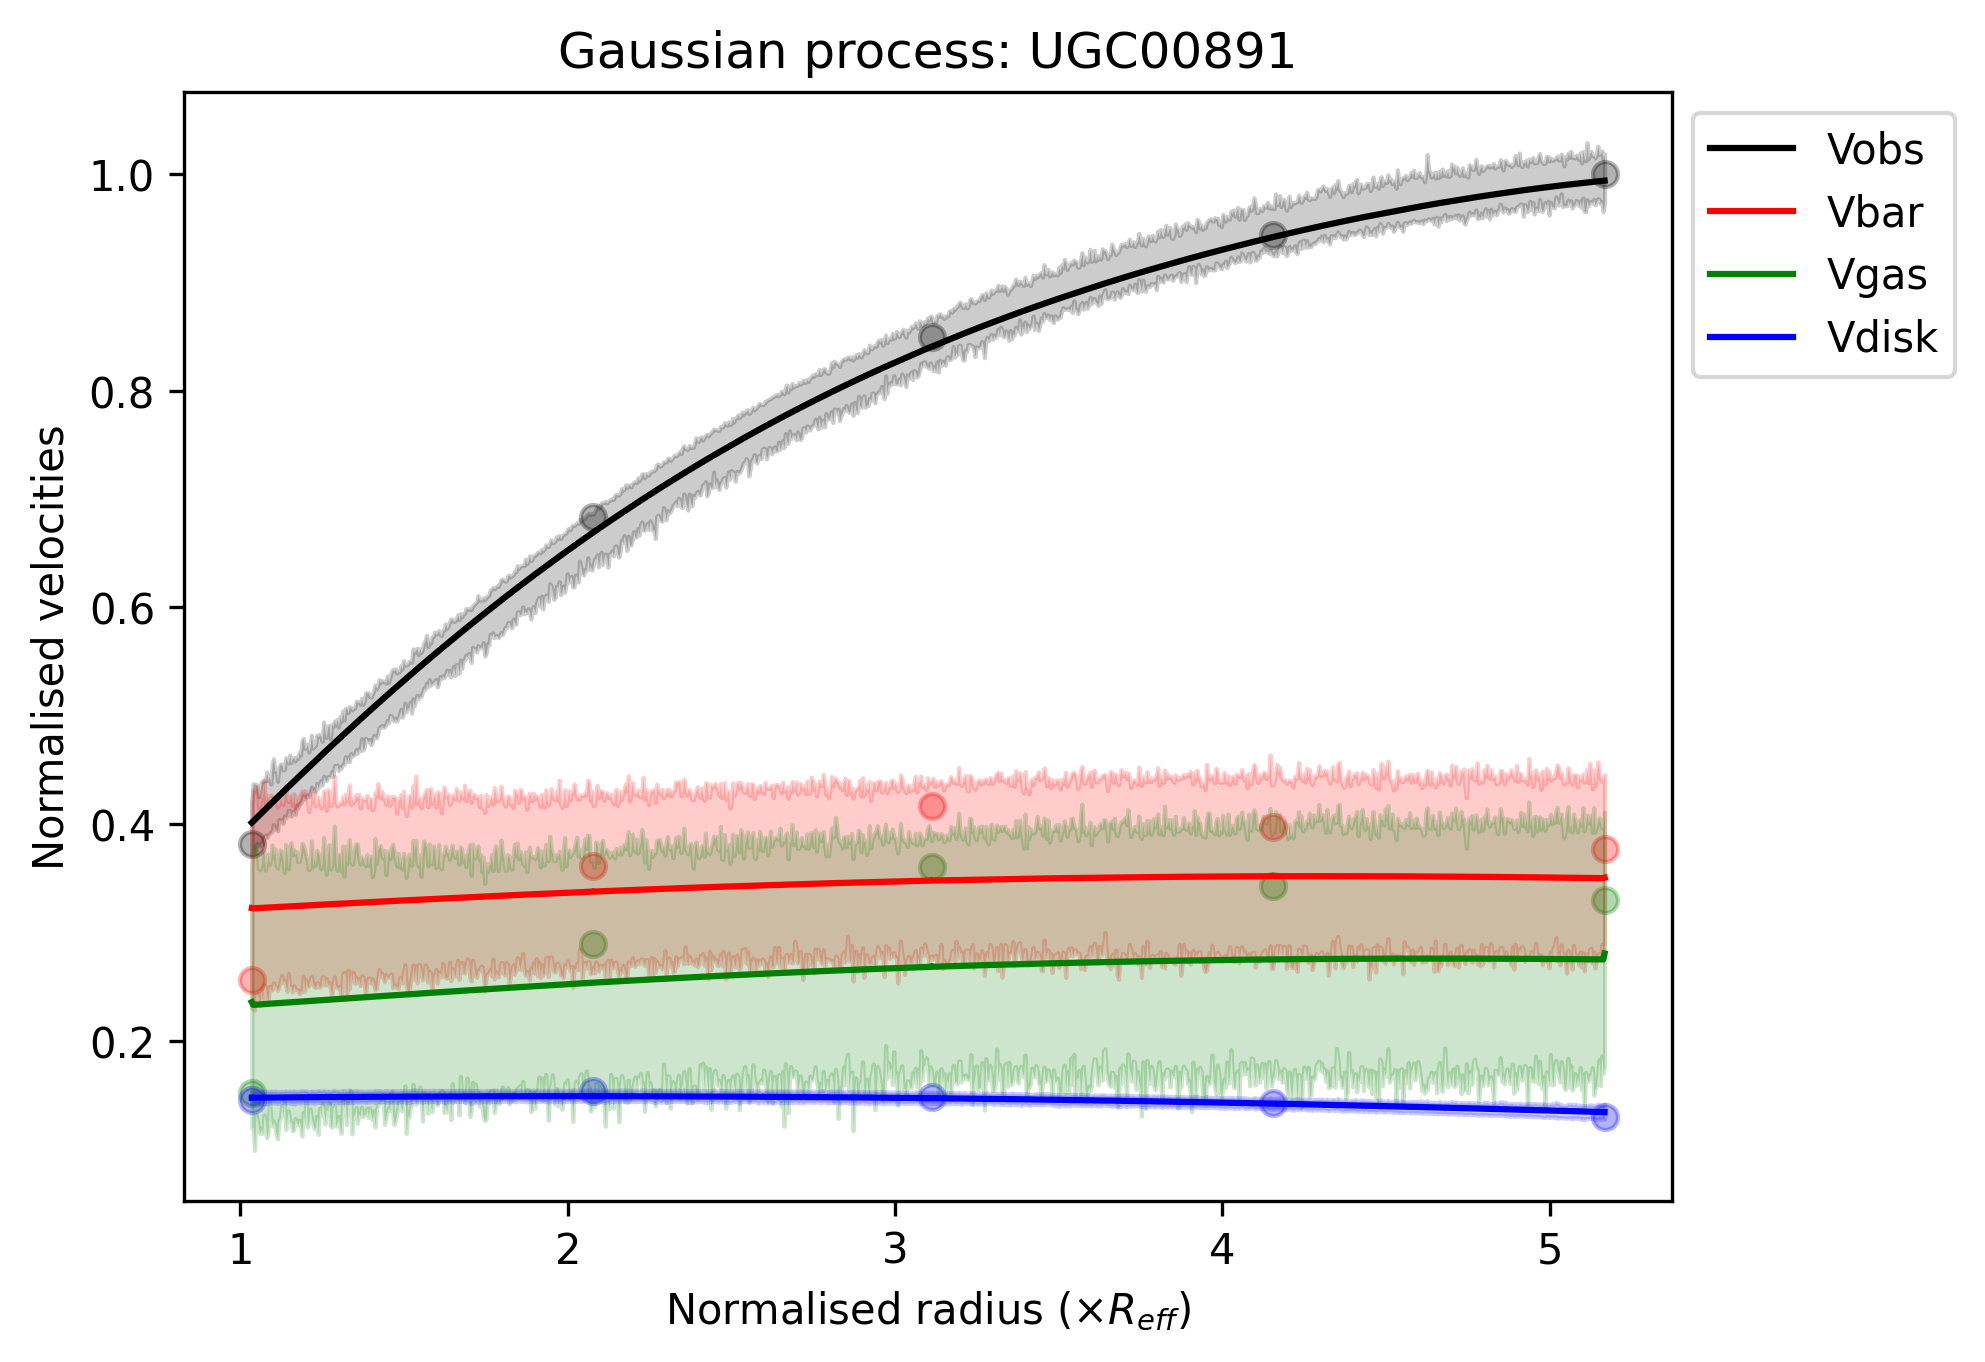 Gaussian process: UGC00891
Normalised velocities
1.0
0.8
0.6
0.4
0.2
1 2 3 4 5
Normalised radius (×R_eff)
Vobs
Vbar
Vgas
Vdisk